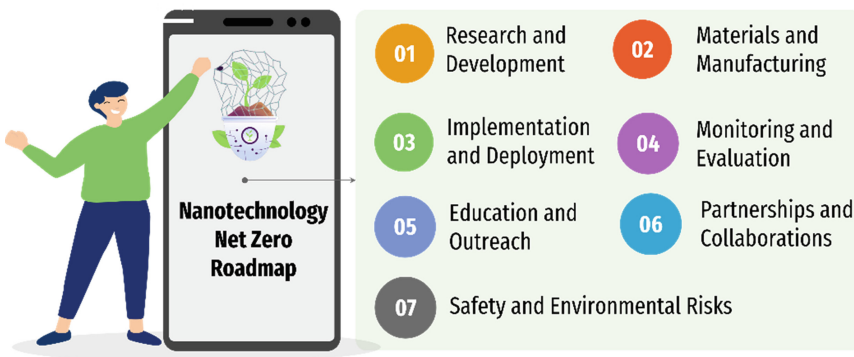 Nanotechnology
Net Zero
Roadmap
01
Research and
Development
02
Materials and
Manufacturing
03
Implementation
and Deployment
04
Monitoring and
Evaluation
05
Education and
Outreach
06
Partnerships and
Collaborations
07
Safety and Environmental Risks